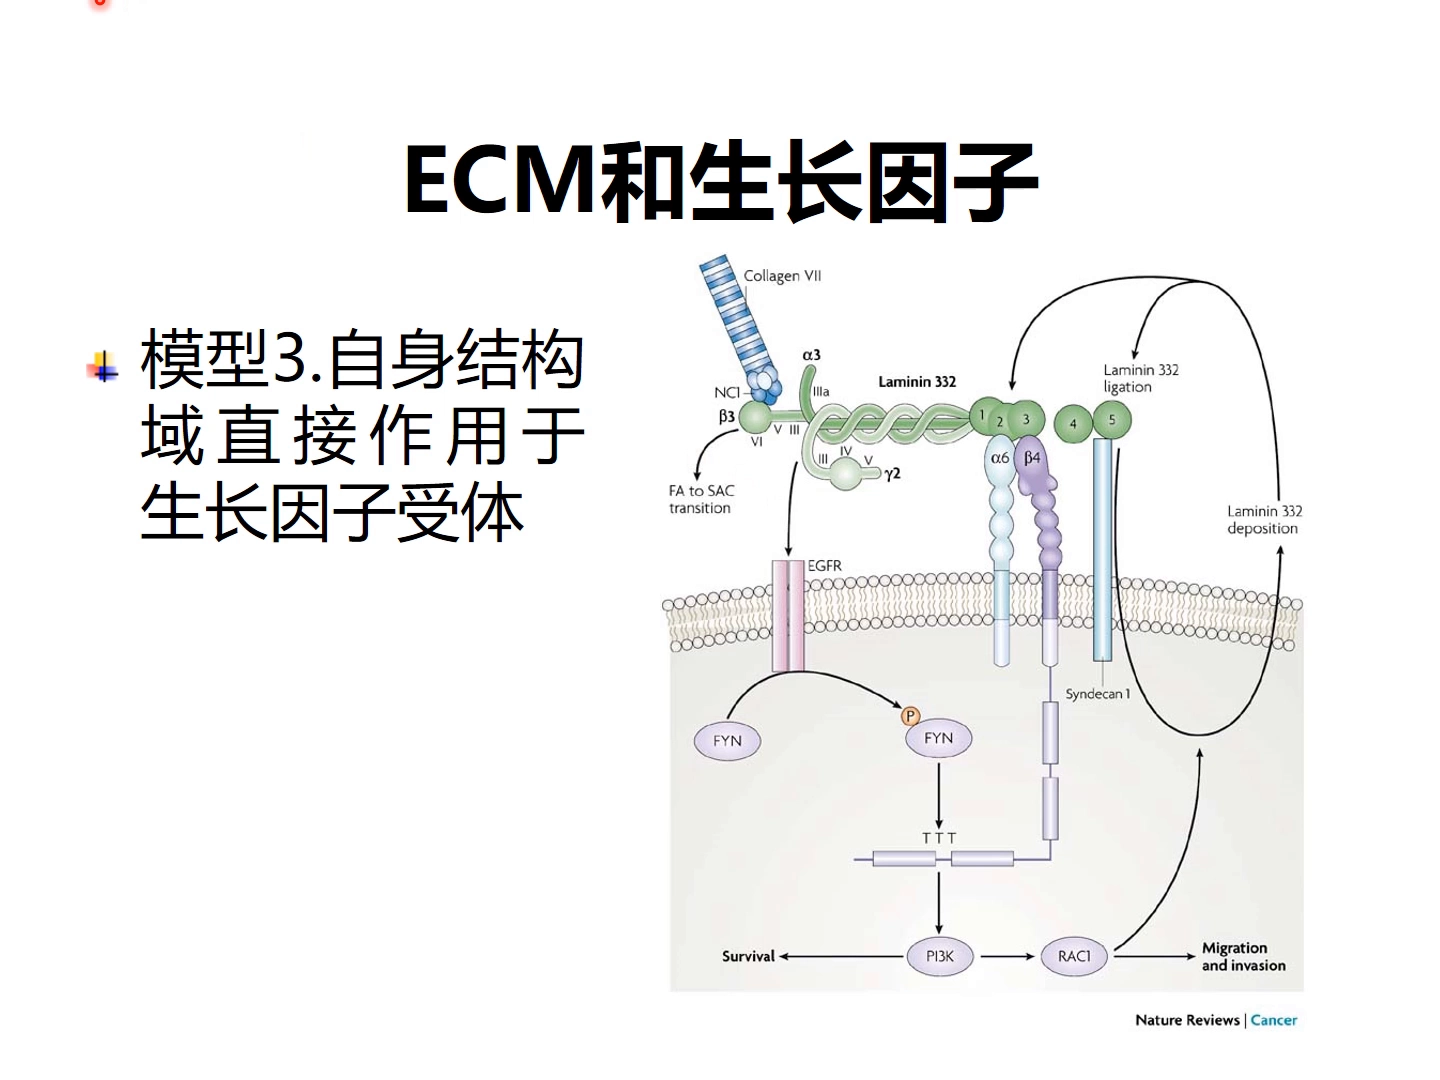 ECM和生长因子
模型3.自身结构
域直接作用于
生长因子受体
Collagen VII
α3
NC1
IIIa
Laminin 332
β3
V III
VI
III
IV
V
γ2
1
2
3
4
5
Laminin 332
ligation
α6
β4
FA to SAC
transition
Laminin 332
deposition
EGFR
Syndecan 1
FYN
P
FYN
T T T
Survival
PI3K
RAC1
Migration
and invasion
Nature Reviews | Cancer